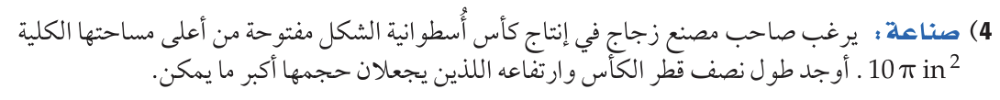 4) صناعة: يرغب صاحب مصنع زجاج في إنتاج كأس أُسطوانية الشكل مفتوحة من أعلى مساحتها الكلية
10π in². أوجد طول نصف قطر الكأس وارتفاعه اللذين يجعلان حجمها أكبر ما يمكن.